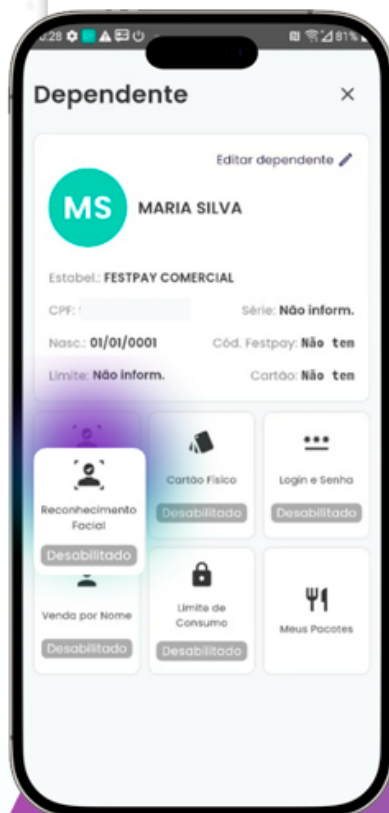 :28 81%
Dependente
Editar dependente
MS MARIA SILVA
Estabel.: FESTPAY COMERCIAL
CPF: Série: Não inform.
Nasc.: 01/01/0001 Cód. Festpay: Não tem
Limite: Não inform. Cartão: Não tem
Reconhecimento
Facial
Desabilitado
Cartão Físico
Desabilitado
Login e Senha
Desabilitado
Venda por Nome
Desabilitado
Limite de
Consumo
Desabilitado
Meus Pacotes